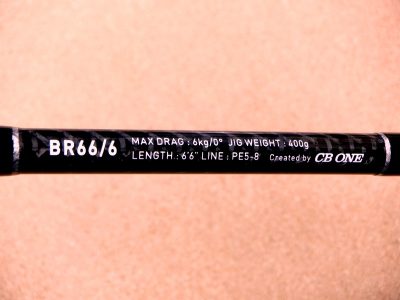 BR66/6 MAX DRAG : 6kg/0° JIG WEIGHT : 400g
LENGTH : 6'6" LINE : PE5-8 Created by CB ONE